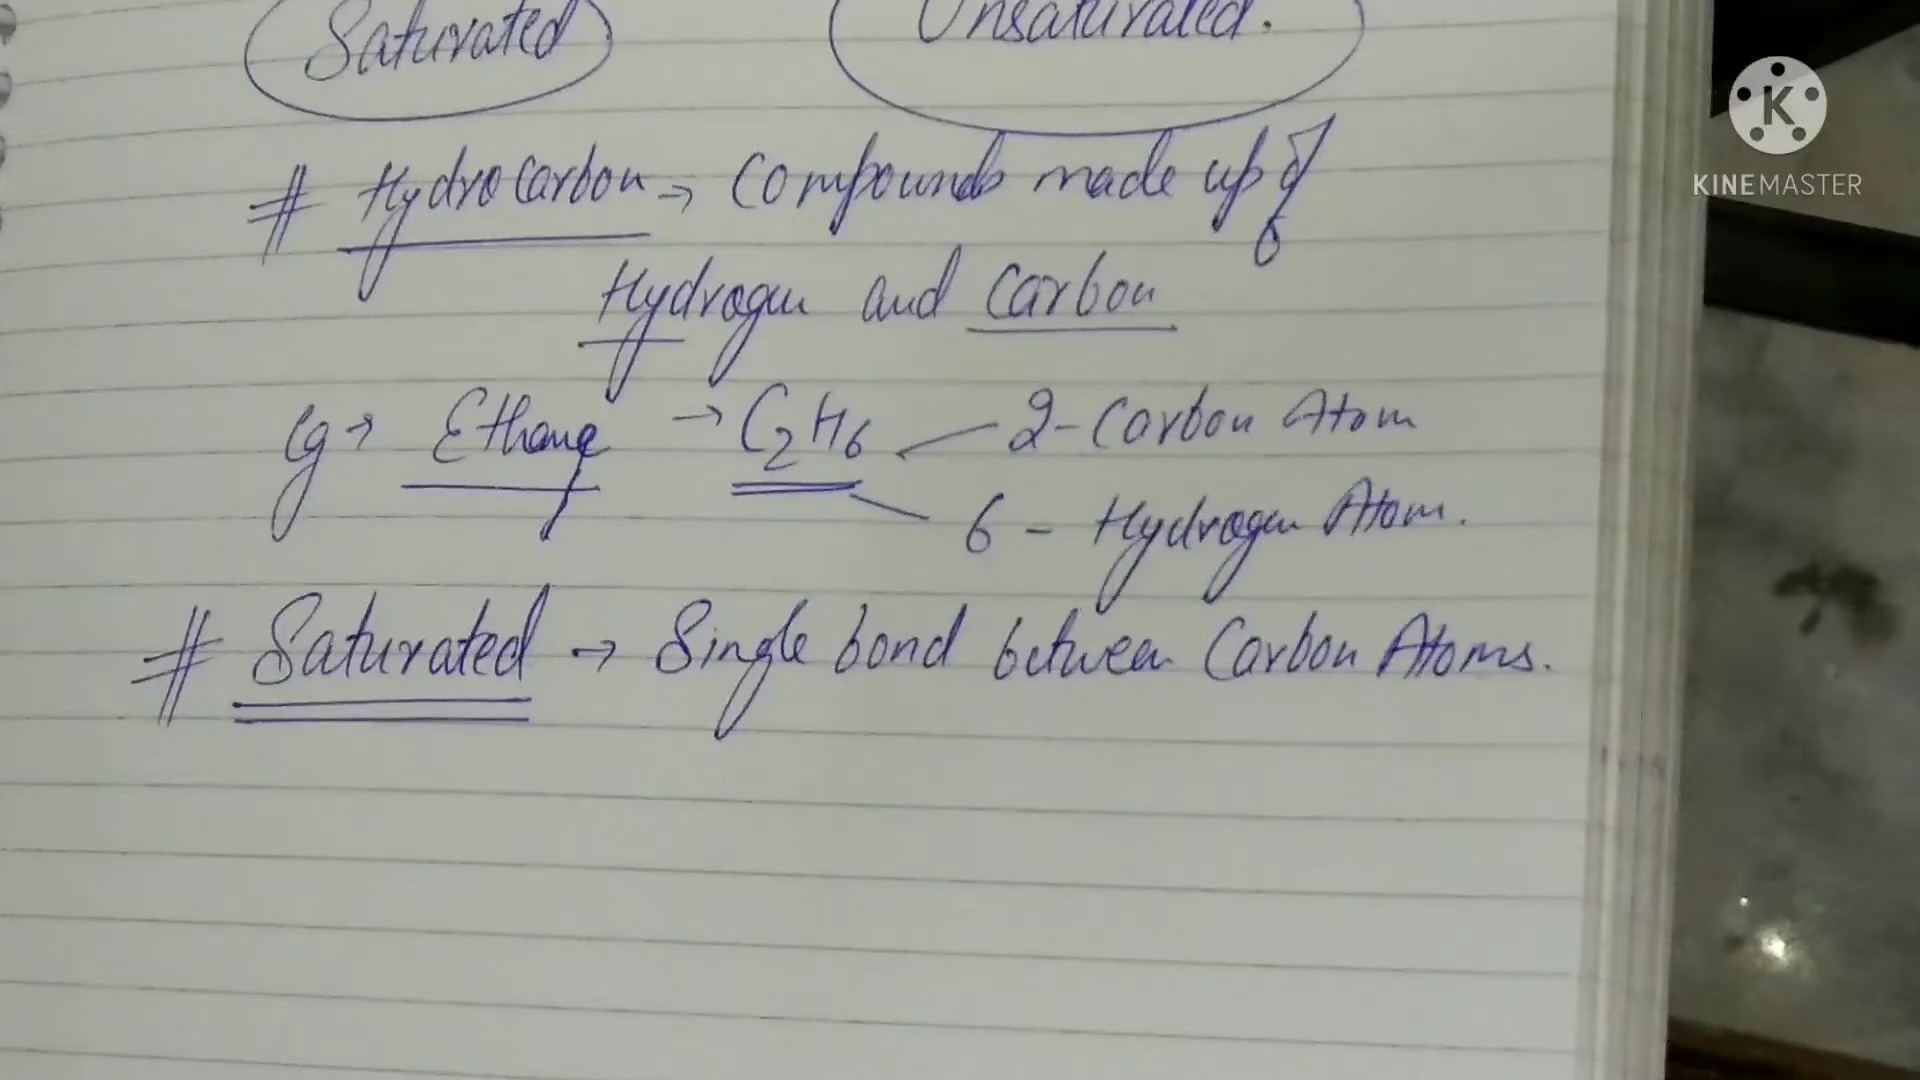 Saturated Unsaturated.
# Hydrocarbon → Compounds made up of
Hydrogen and Carbon
eg → Ethane → C2H6 2-Carbon Atom
6 - Hydrogen Atom.
# Saturated → Single bond between Carbon Atoms.
K
KINEMASTER